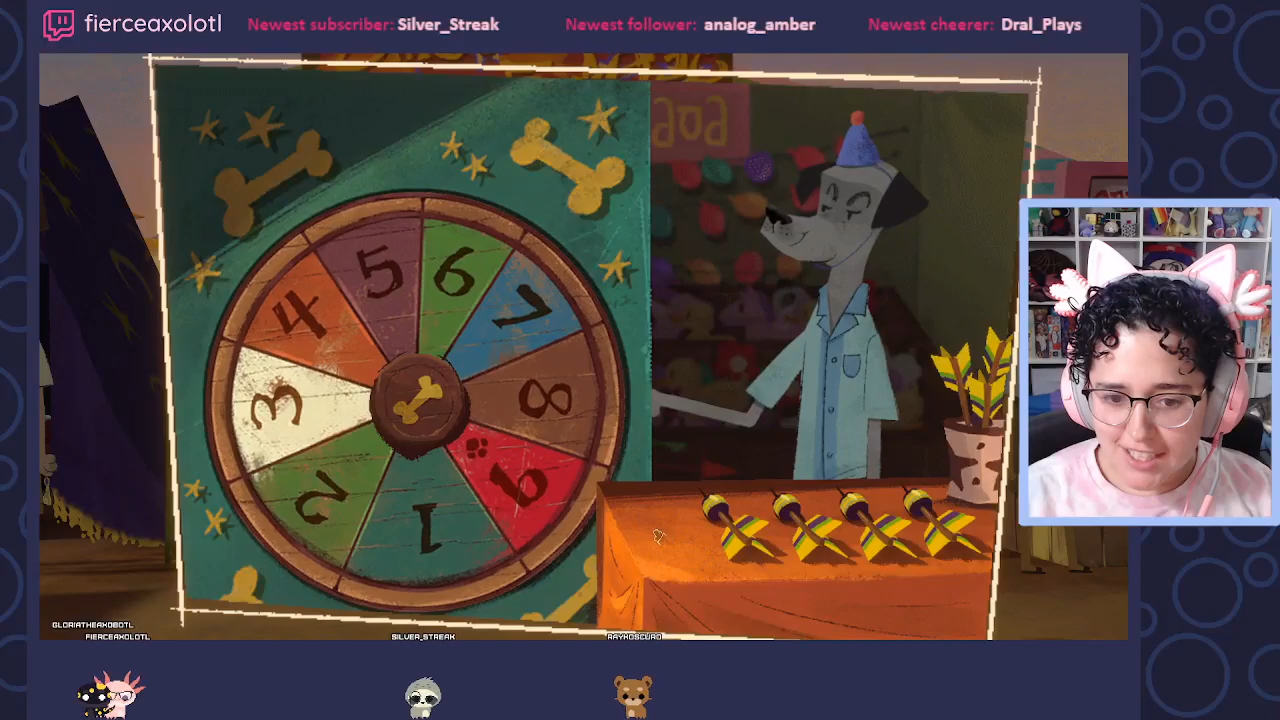 fierceaxolotl
Newest subscriber: Silver_Streak
Newest follower: analog_amber
Newest cheerer: Dral_Plays
5
6
4
7
3
8
2
1
9
GLORIATHEAXOBOTL
FIERCEAXOLOTL
SILVER_STREAK
RAYNOSCURO